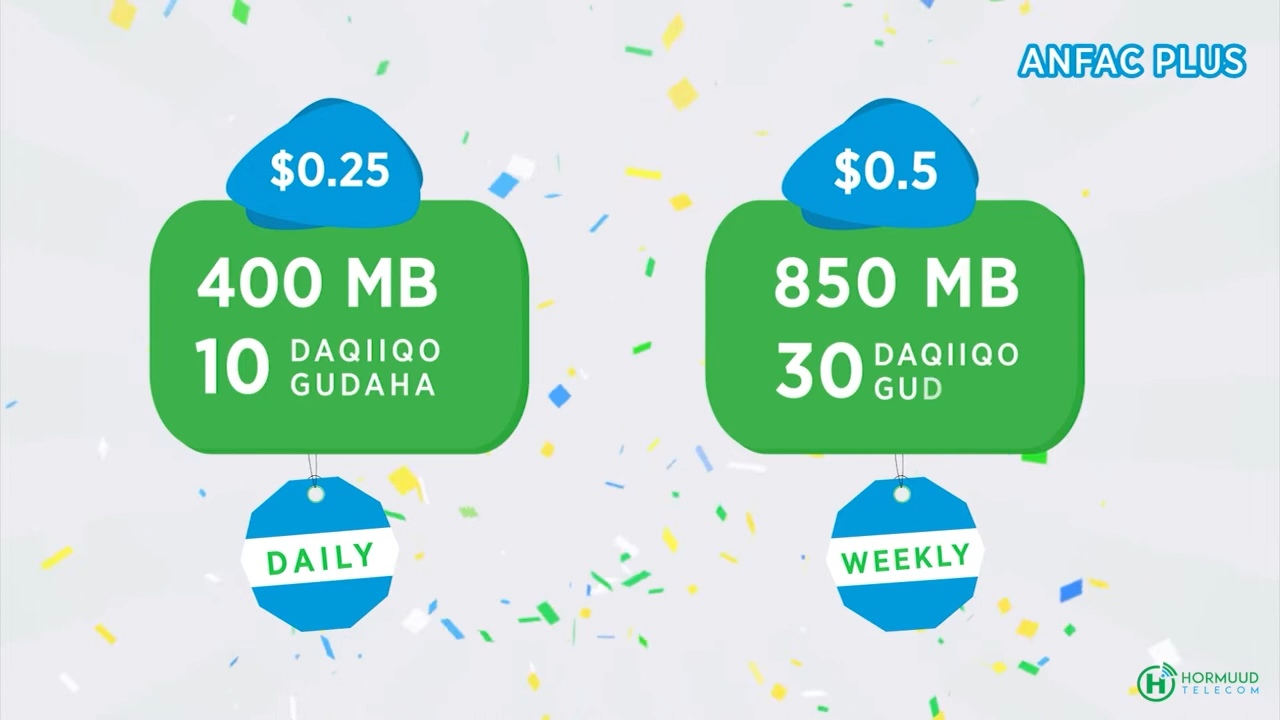 ANFAC PLUS
$0.25
400 MB
10 DAQIIQO
GUDAHA
DAILY
$0.5
850 MB
30 DAQIIQO
GUD
WEEKLY
HORMUUD
TELECOM